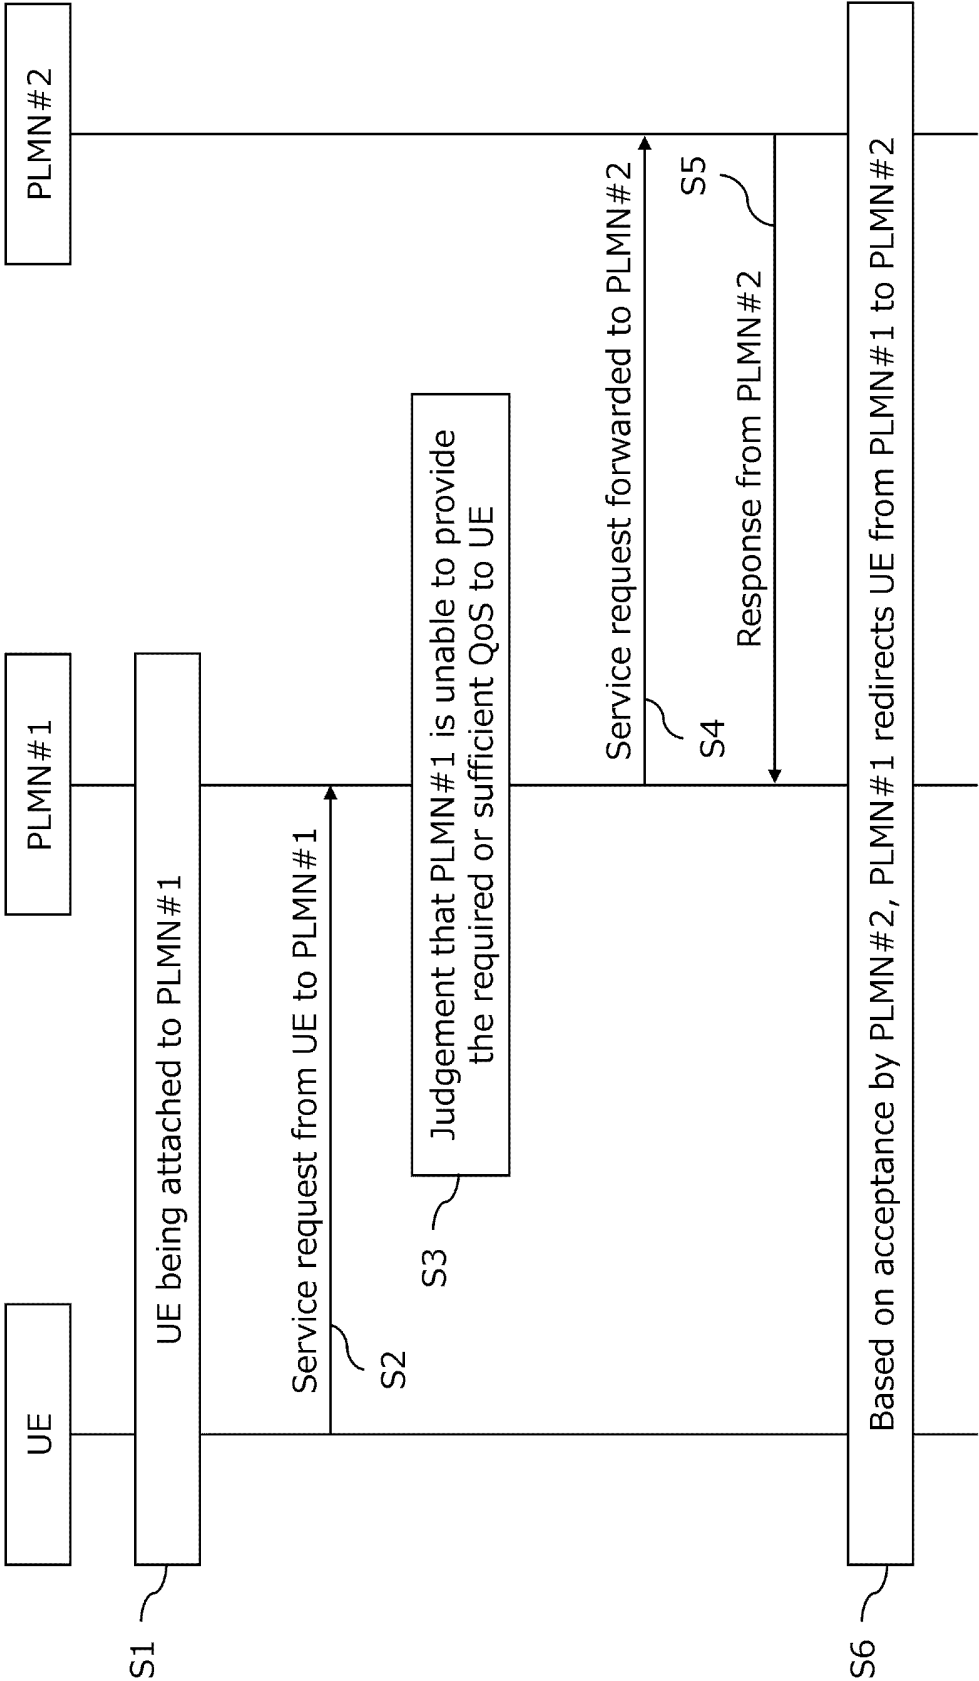 UE
PLMN#1
PLMN#2
S1
UE being attached to PLMN#1
Service request from UE to PLMN#1
S2
S3
Judgement that PLMN#1 is unable to provide
the required or sufficient QoS to UE
Service request forwarded to PLMN#2
S4
S5
Response from PLMN#2
S6
Based on acceptance by PLMN#2, PLMN#1 redirects UE from PLMN#1 to PLMN#2